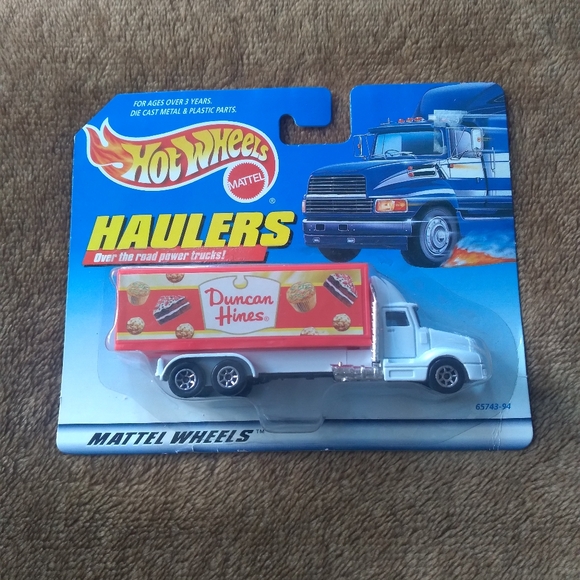 FOR AGES OVER 3 YEARS.
DIE CAST METAL & PLASTIC PARTS.
HOT WHEELS
MATTEL
®
HAULERS
Over the road power trucks!
Duncan
Hines®
65743-94
MATTEL WHEELS™